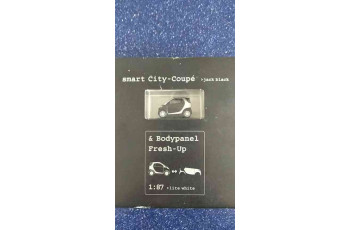 smart City-Coupé •jack black
& Bodypanel
Fresh-Up
1:87 •lite white